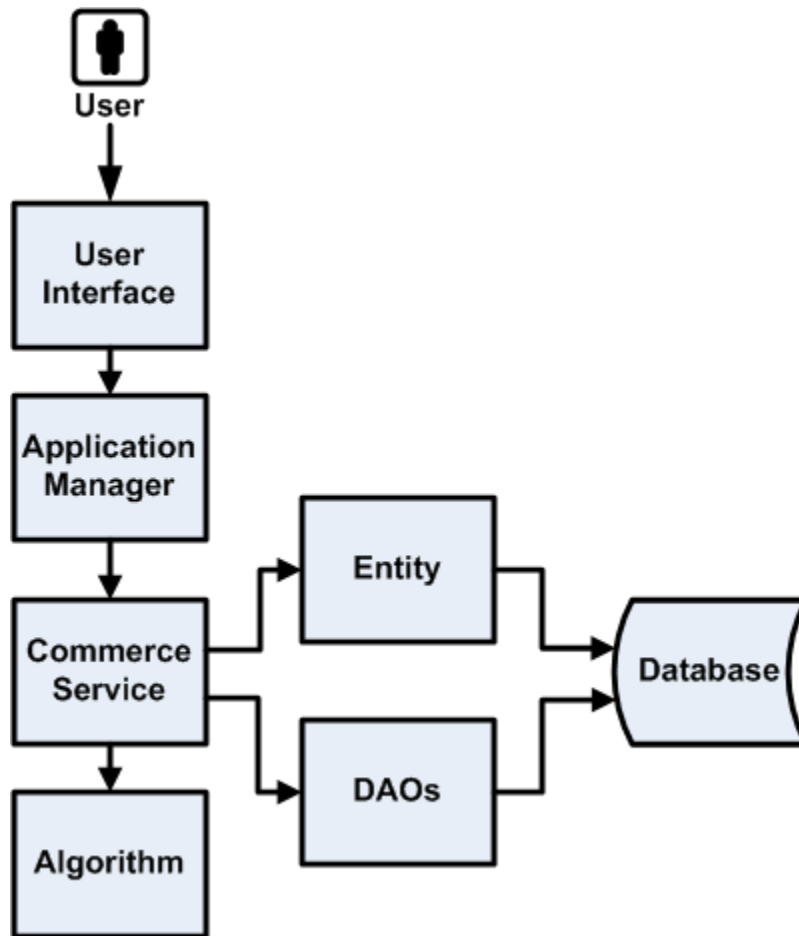 User
User
Interface
Application
Manager
Commerce
Service
Algorithm
Entity
DAOs
Database